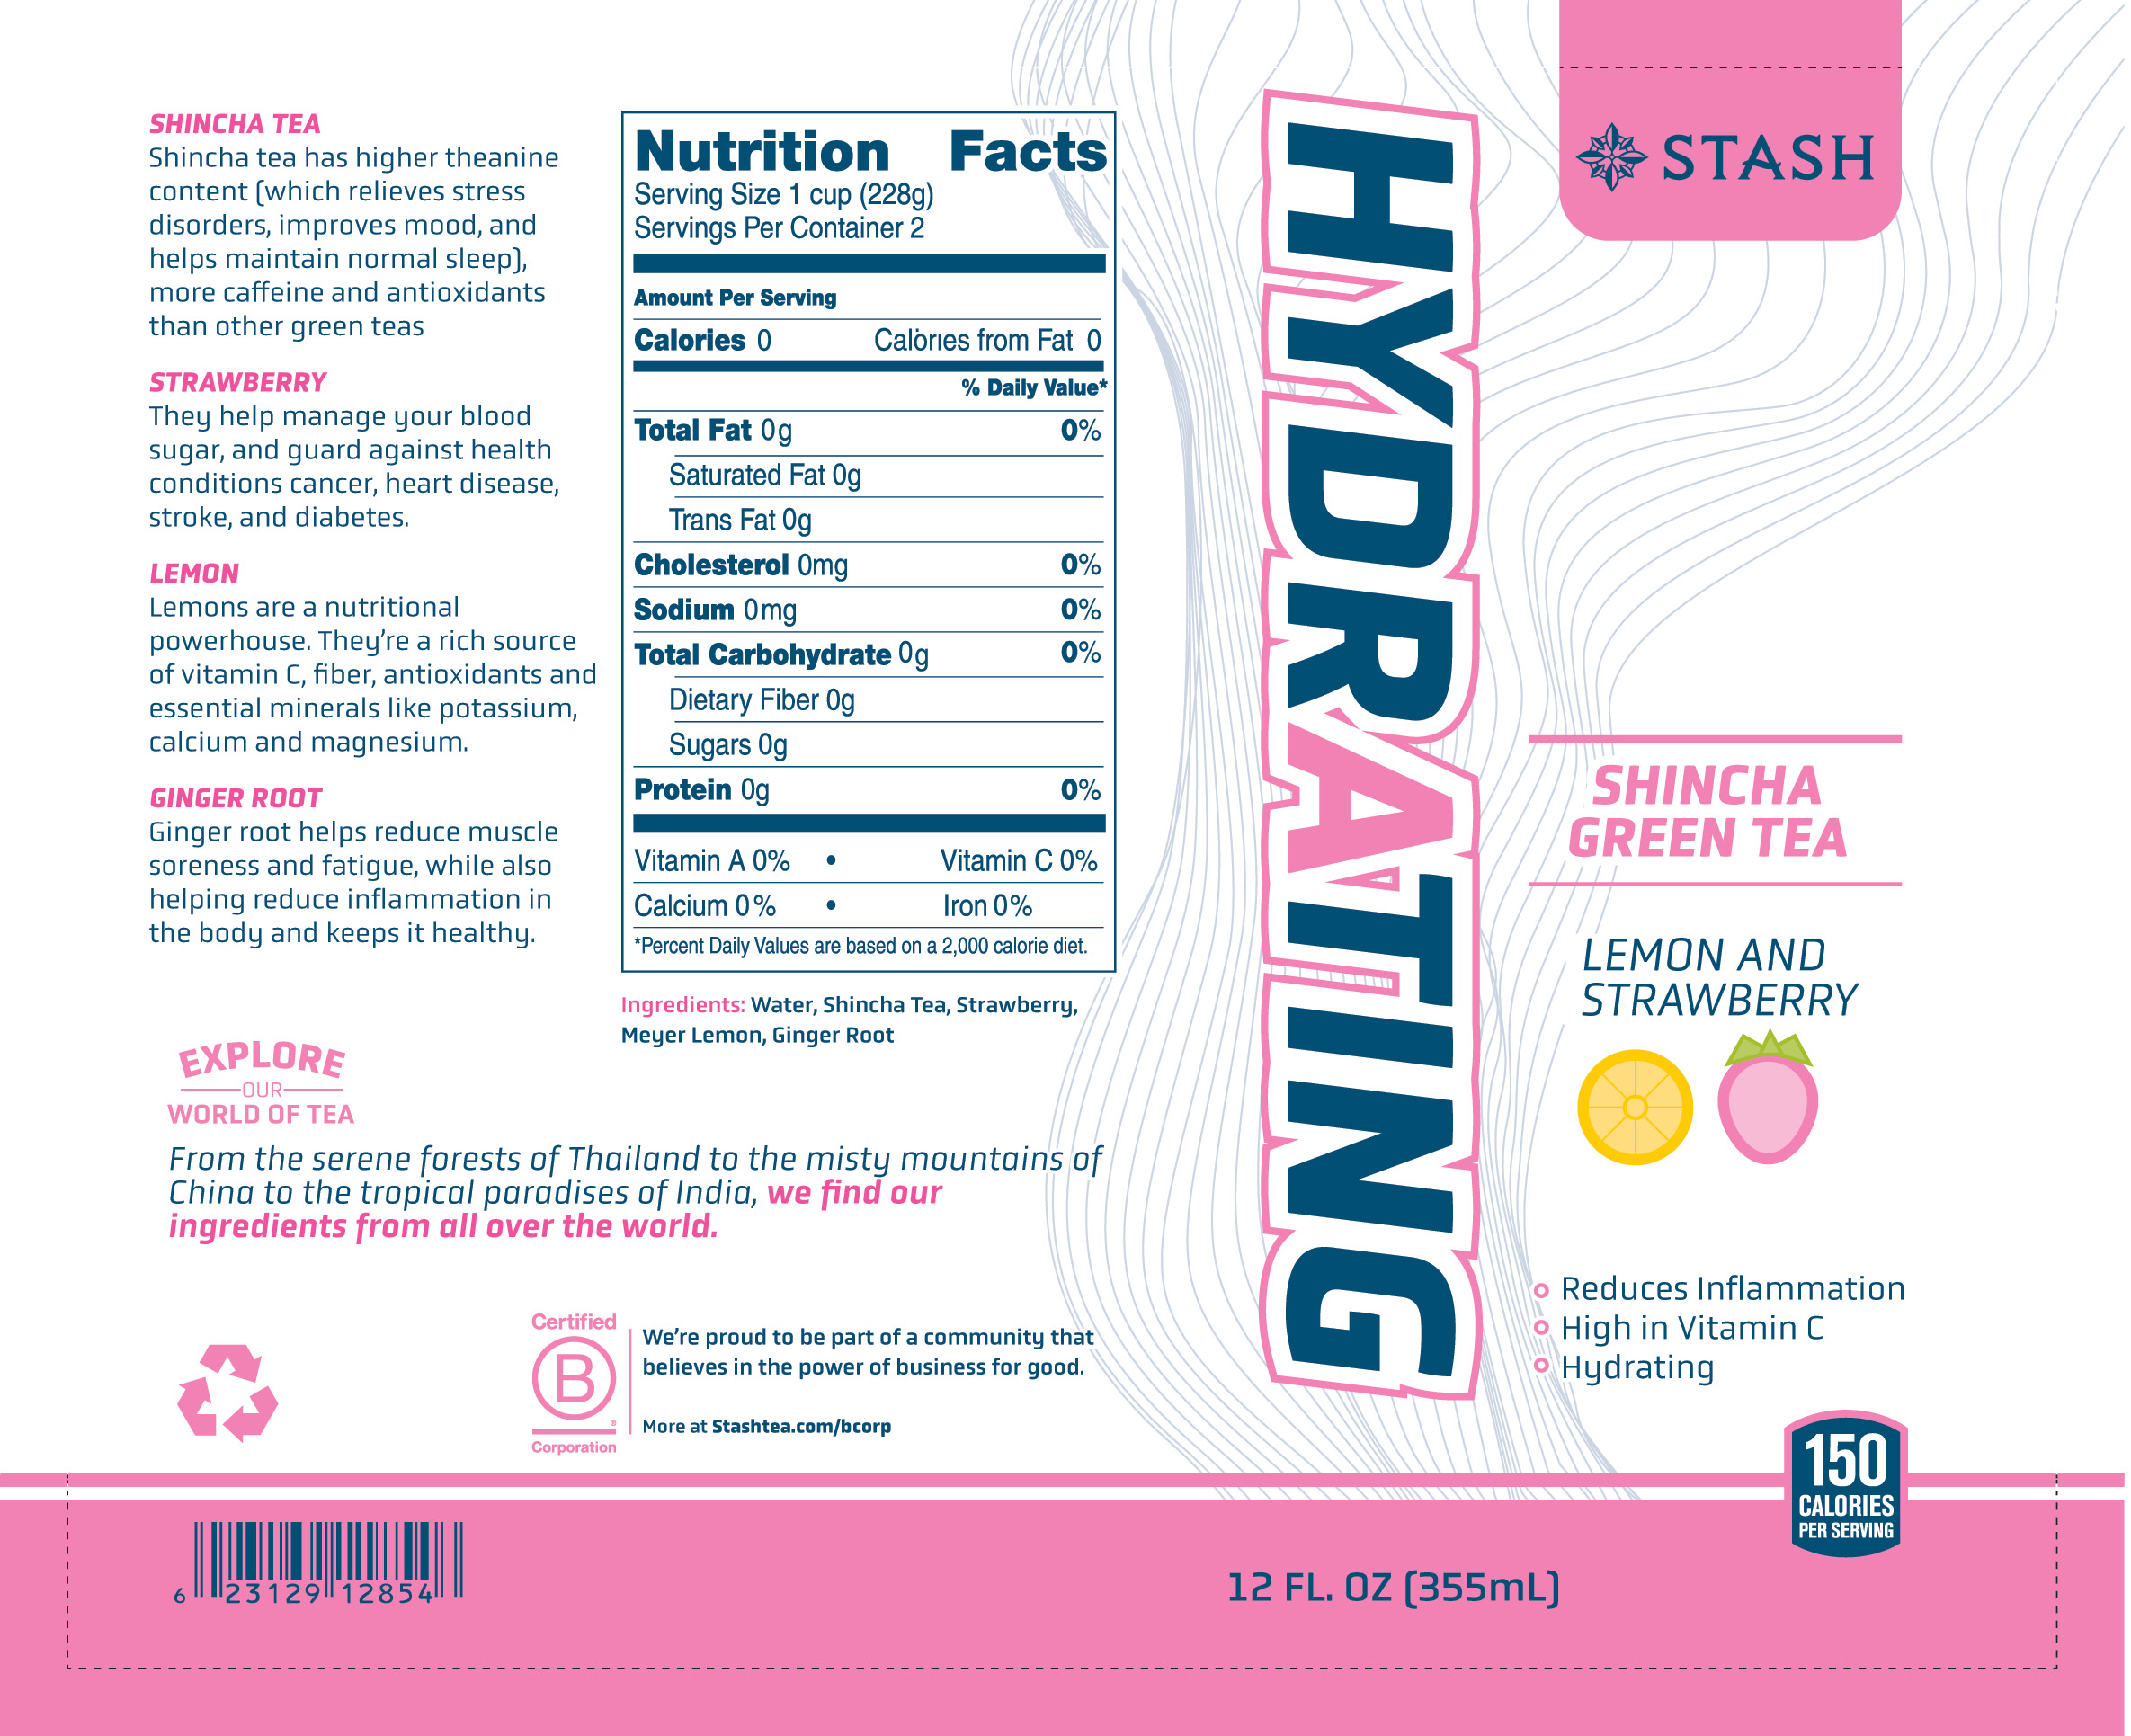 SHINCHA TEA
Shincha tea has higher theanine
content (which relieves stress
disorders, improves mood, and
helps maintain normal sleep),
more caffeine and antioxidants
than other green teas
STRAWBERRY
They help manage your blood
sugar, and guard against health
conditions cancer, heart disease,
stroke, and diabetes.
LEMON
Lemons are a nutritional
powerhouse. They’re a rich source
of vitamin C, fiber, antioxidants and
essential minerals like potassium,
calcium and magnesium.
GINGER ROOT
Ginger root helps reduce muscle
soreness and fatigue, while also
helping reduce inflammation in
the body and keeps it healthy.
Nutrition Facts
Serving Size 1 cup (228g)
Servings Per Container 2
Amount Per Serving
Calories 0 Calories from Fat 0
% Daily Value*
Total Fat 0g 0%
Saturated Fat 0g
Trans Fat 0g
Cholesterol 0mg 0%
Sodium 0mg 0%
Total Carbohydrate 0g 0%
Dietary Fiber 0g
Sugars 0g
Protein 0g 0%
Vitamin A 0% • Vitamin C 0%
Calcium 0% • Iron 0%
*Percent Daily Values are based on a 2,000 calorie diet.
Ingredients: Water, Shincha Tea, Strawberry,
Meyer Lemon, Ginger Root
EXPLORE
OUR
WORLD OF TEA
From the serene forests of Thailand to the misty mountains of
China to the tropical paradises of India, we find our
ingredients from all over the world.
Certified
B
®
Corporation
We’re proud to be part of a community that
believes in the power of business for good.
More at Stashtea.com/bcorp
6 23129 12854
HYDRATING
STASH
SHINCHA
GREEN TEA
LEMON AND
STRAWBERRY
Reduces Inflammation
High in Vitamin C
Hydrating
150
CALORIES
PER SERVING
12 FL. OZ (355mL)